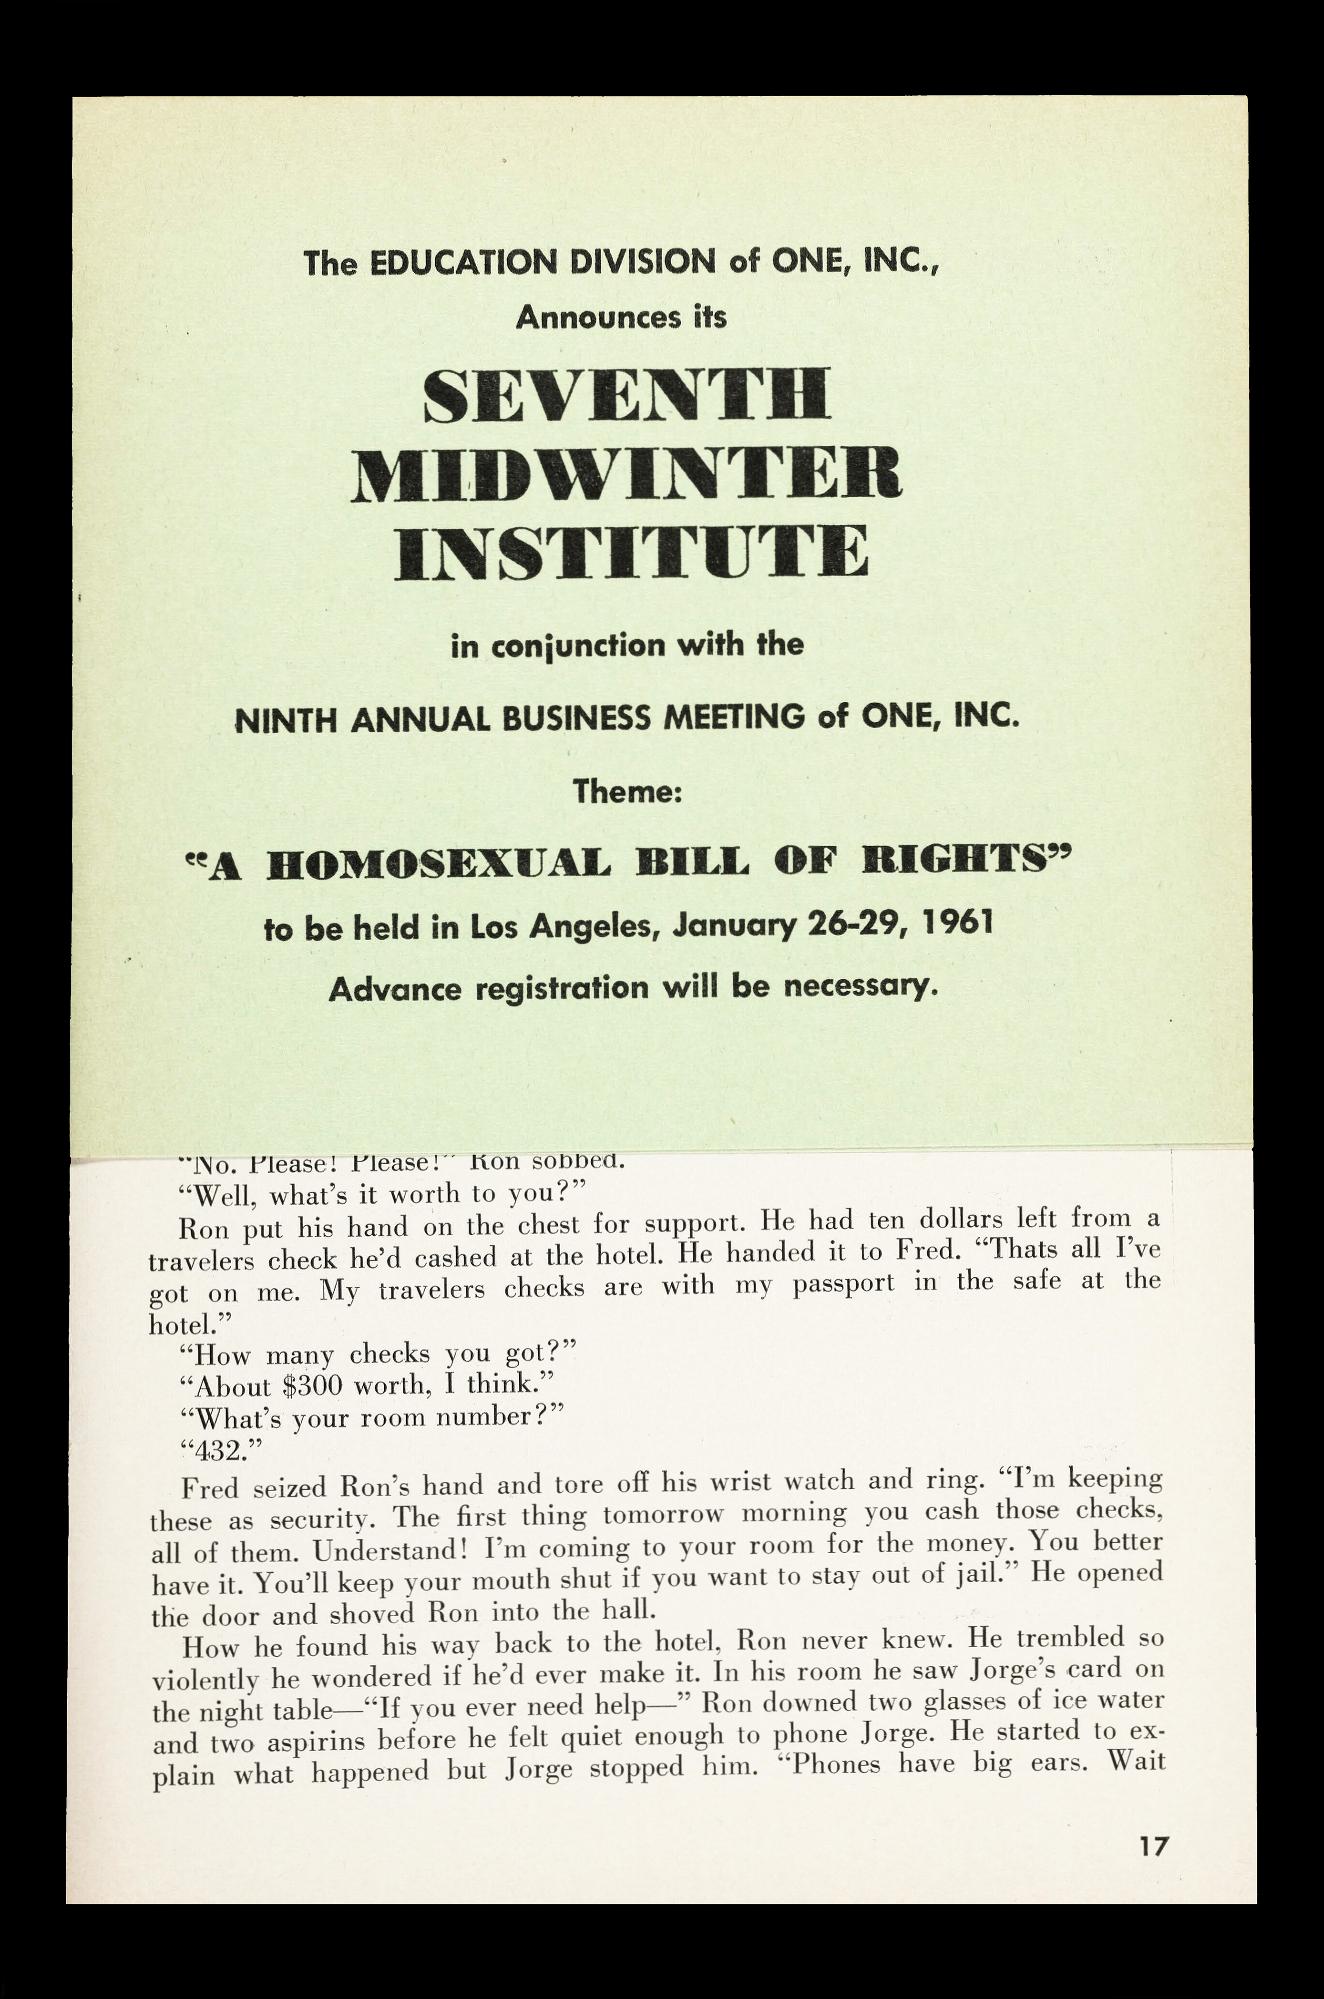 The EDUCATION DIVISION of ONE, INC.,
Announces its
SEVENTH
MIDWINTER
INSTITUTE
in conjunction with the
NINTH ANNUAL BUSINESS MEETING of ONE, INC.
Theme:
“A HOMOSEXUAL BILL OF RIGHTS”
to be held in Los Angeles, January 26-29, 1961
Advance registration will be necessary.
“No. Please! Please!” Ron sobbed.
“Well, what’s it worth to you?”
Ron put his hand on the chest for support. He had ten dollars left from a
travelers check he’d cashed at the hotel. He handed it to Fred. “Thats all I’ve
got on me. My travelers checks are with my passport in the safe at the
hotel.”
“How many checks you got?”
“About $300 worth, I think.”
“What’s your room number?”
“432.”
Fred seized Ron’s hand and tore off his wrist watch and ring. “I’m keeping
these as security. The first thing tomorrow morning you cash those checks,
all of them. Understand! I’m coming to your room for the money. You better
have it. You’ll keep your mouth shut if you want to stay out of jail.” He opened
the door and shoved Ron into the hall.
How he found his way back to the hotel, Ron never knew. He trembled so
violently he wondered if he’d ever make it. In his room he saw Jorge’s card on
the night table—“If you ever need help—” Ron downed two glasses of ice water
and two aspirins before he felt quiet enough to phone Jorge. He started to ex-
plain what happened but Jorge stopped him. “Phones have big ears. Wait
17